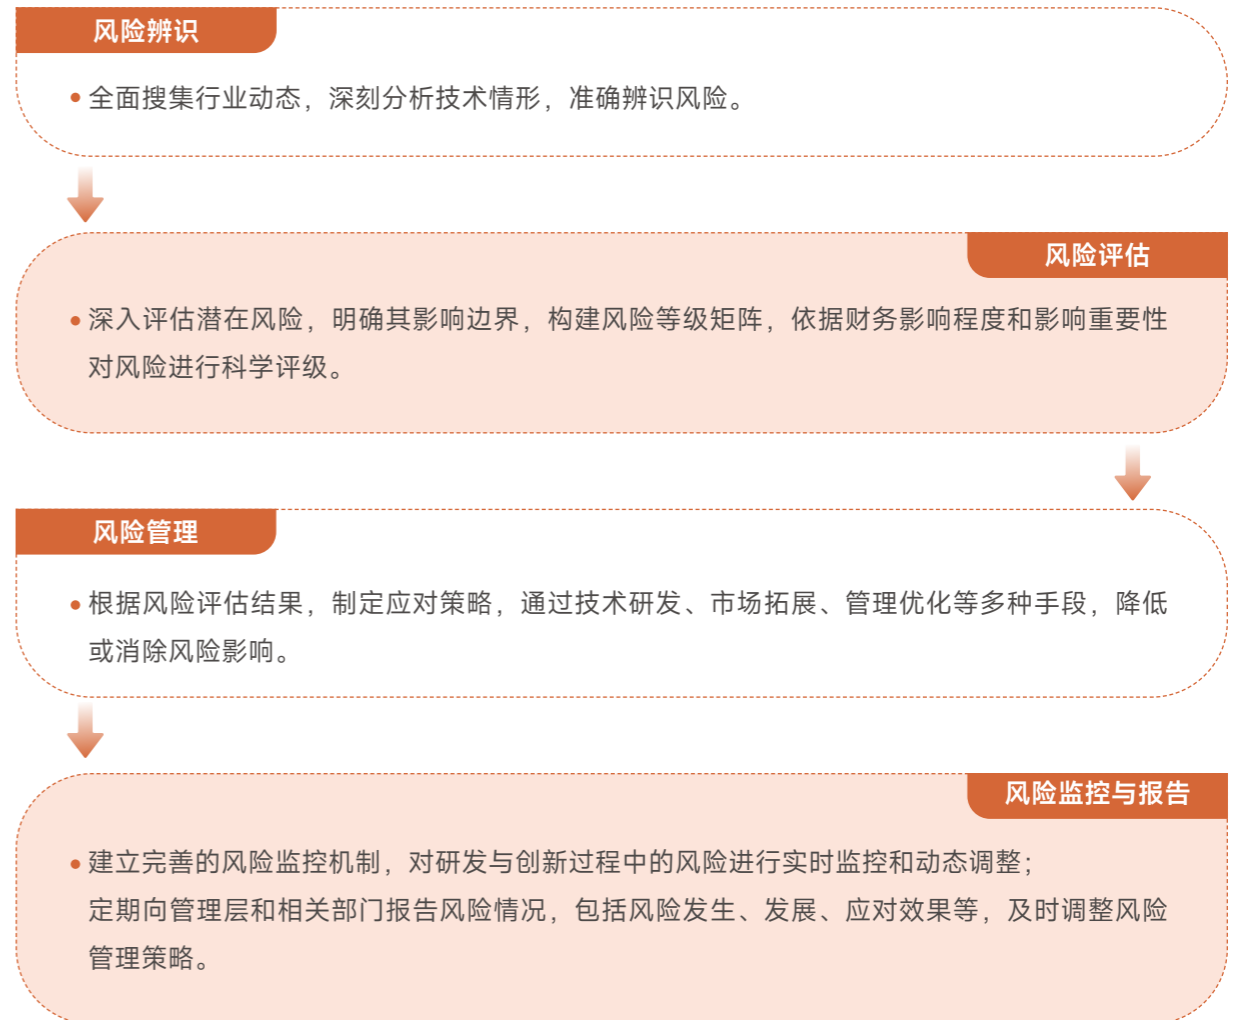 风险辨识
全面搜集行业动态，深刻分析技术情形，准确辨识风险。
风险评估
深入评估潜在风险，明确其影响边界，构建风险等级矩阵，依据财务影响程度和影响重要性
对风险进行科学评级。
风险管理
根据风险评估结果，制定应对策略，通过技术研发、市场拓展、管理优化等多种手段，降低
或消除风险影响。
风险监控与报告
建立完善的风险监控机制，对研发与创新过程中的风险进行实时监控和动态调整；
定期向管理层和相关部门报告风险情况，包括风险发生、发展、应对效果等，及时调整风险
管理策略。